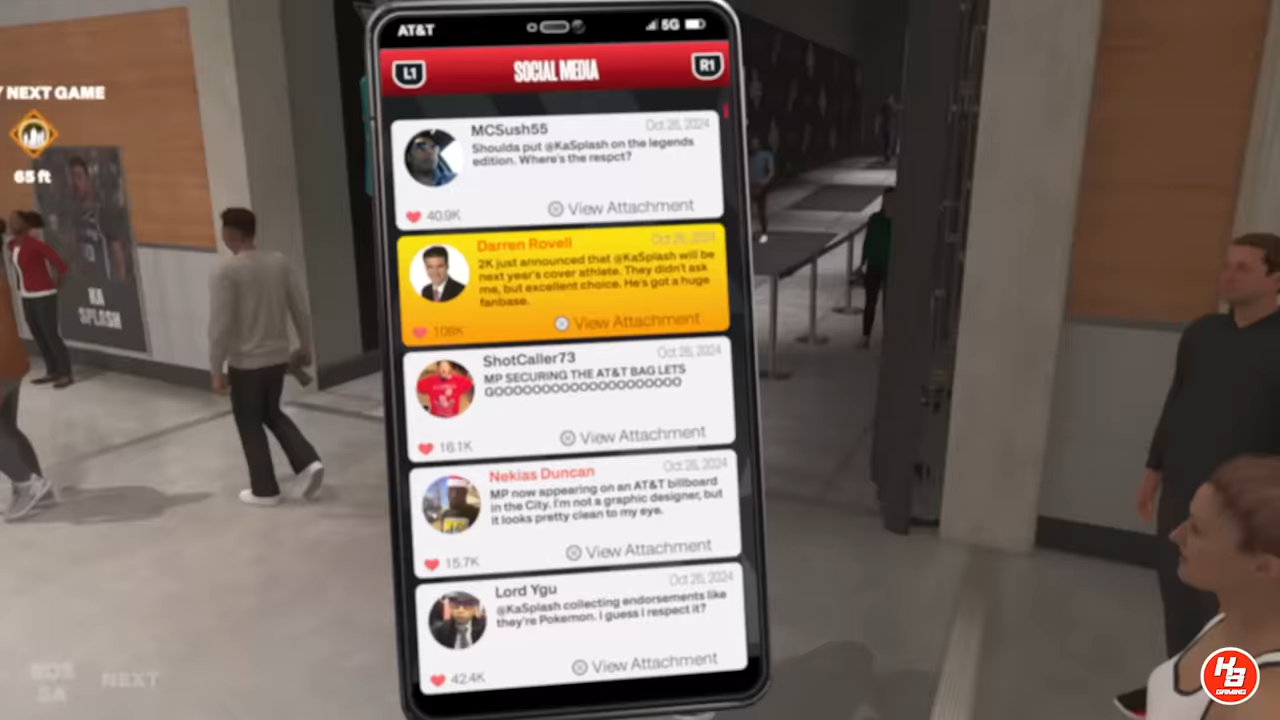 AT&T
5G
L1
SOCIAL MEDIA
R1
Y NEXT GAME
65 ft
KA
SPLASH
MCSush55
Oct 26, 2024
Shoulda put @KaSplash on the legends
edition. Where's the respct?
40.9K
View Attachment
Darren Rovell
Oct 26, 2024
2K just announced that @KaSplash will be
next year's cover athlete. They didn't ask
me, but excellent choice. He's got a huge
fanbase.
108K
View Attachment
ShotCaller73
Oct 26, 2024
MP SECURING THE AT&T BAG LETS
GOOOOOOOOOOOOOOOOOOOO
16.1K
View Attachment
Nekias Duncan
Oct 26, 2024
MP now appearing on an AT&T billboard
in the City. I'm not a graphic designer, but
it looks pretty clean to my eye.
15.7K
View Attachment
Lord Ygu
Oct 26, 2024
@KaSplash collecting endorsements like
they're Pokemon. I guess I respect it?
42.4K
View Attachment
NEXT
HB
GAMING